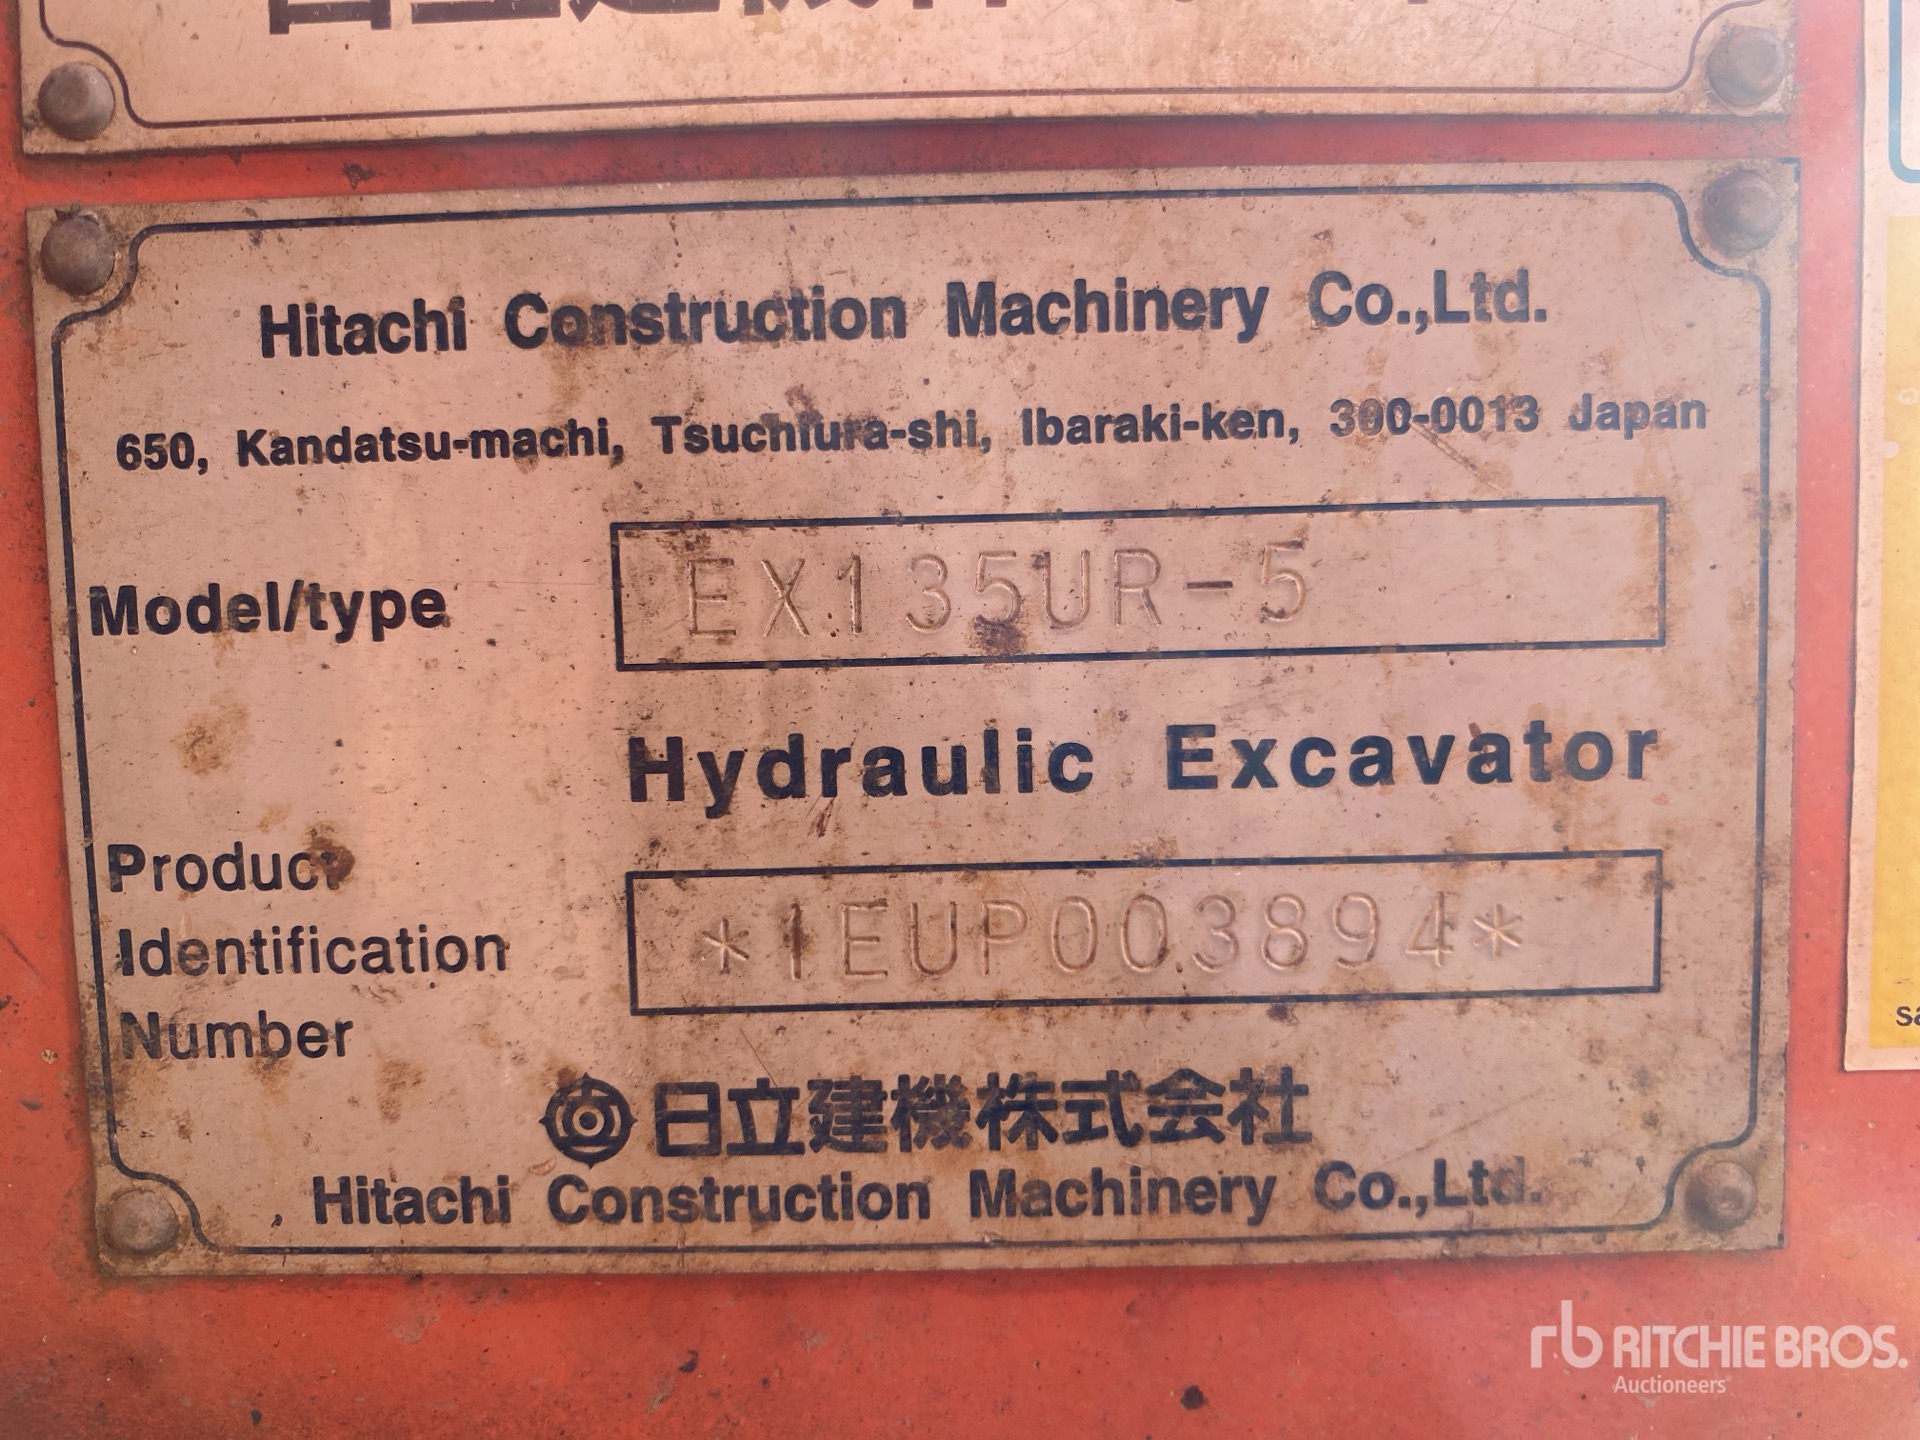 Hitachi Construction Machinery Co.,Ltd.
650, Kandatsu-machi, Tsuchiura-shi, Ibaraki-ken, 300-0013 Japan
Model/type EX135UR-5
Hydraulic Excavator
Product
Identification
Number
*1EUP003894*
日立建機株式会社
Hitachi Construction Machinery Co.,Ltd.
rb RITCHIE BROS.
Auctioneers